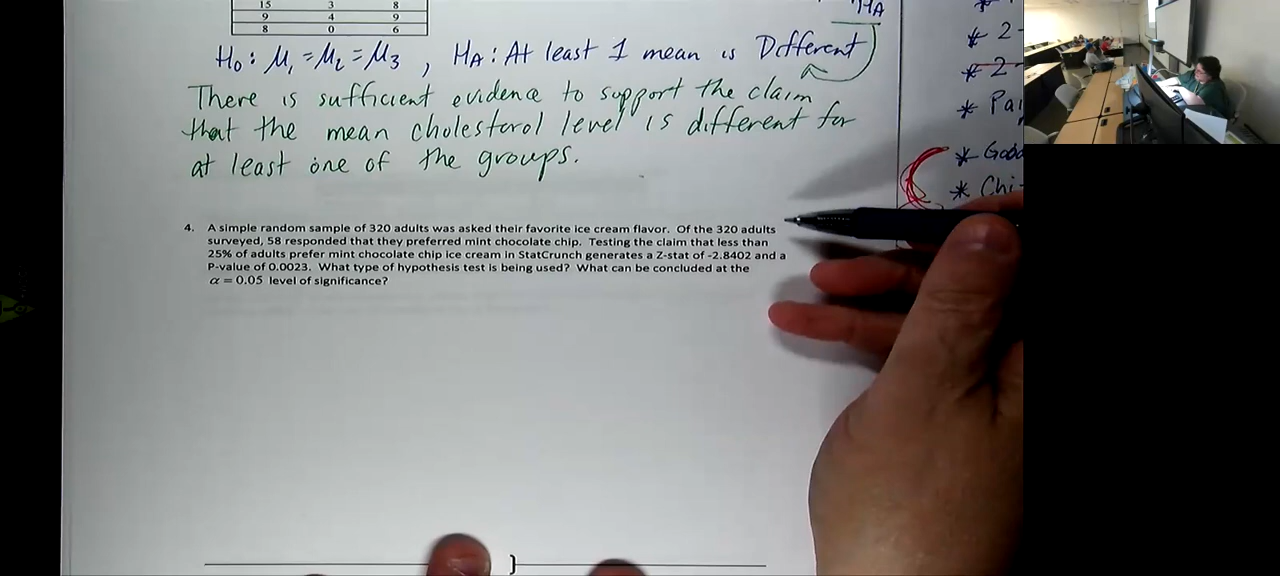 15 3 8
9 4 9
8 0 6
HA
H0: μ1 = μ2 = μ3 , HA: At least 1 mean is Different
There is sufficient evidence to support the claim
that the mean cholesterol level is different for
at least one of the groups.
4. A simple random sample of 320 adults was asked their favorite ice cream flavor. Of the 320 adults
surveyed, 58 responded that they preferred mint chocolate chip. Testing the claim that less than
25% of adults prefer mint chocolate chip ice cream in StatCrunch generates a Z-stat of -2.8402 and a
P-value of 0.0023. What type of hypothesis test is being used? What can be concluded at the
α = 0.05 level of significance?
* 2-
* 2-
* Pai
* Good
* Chi-